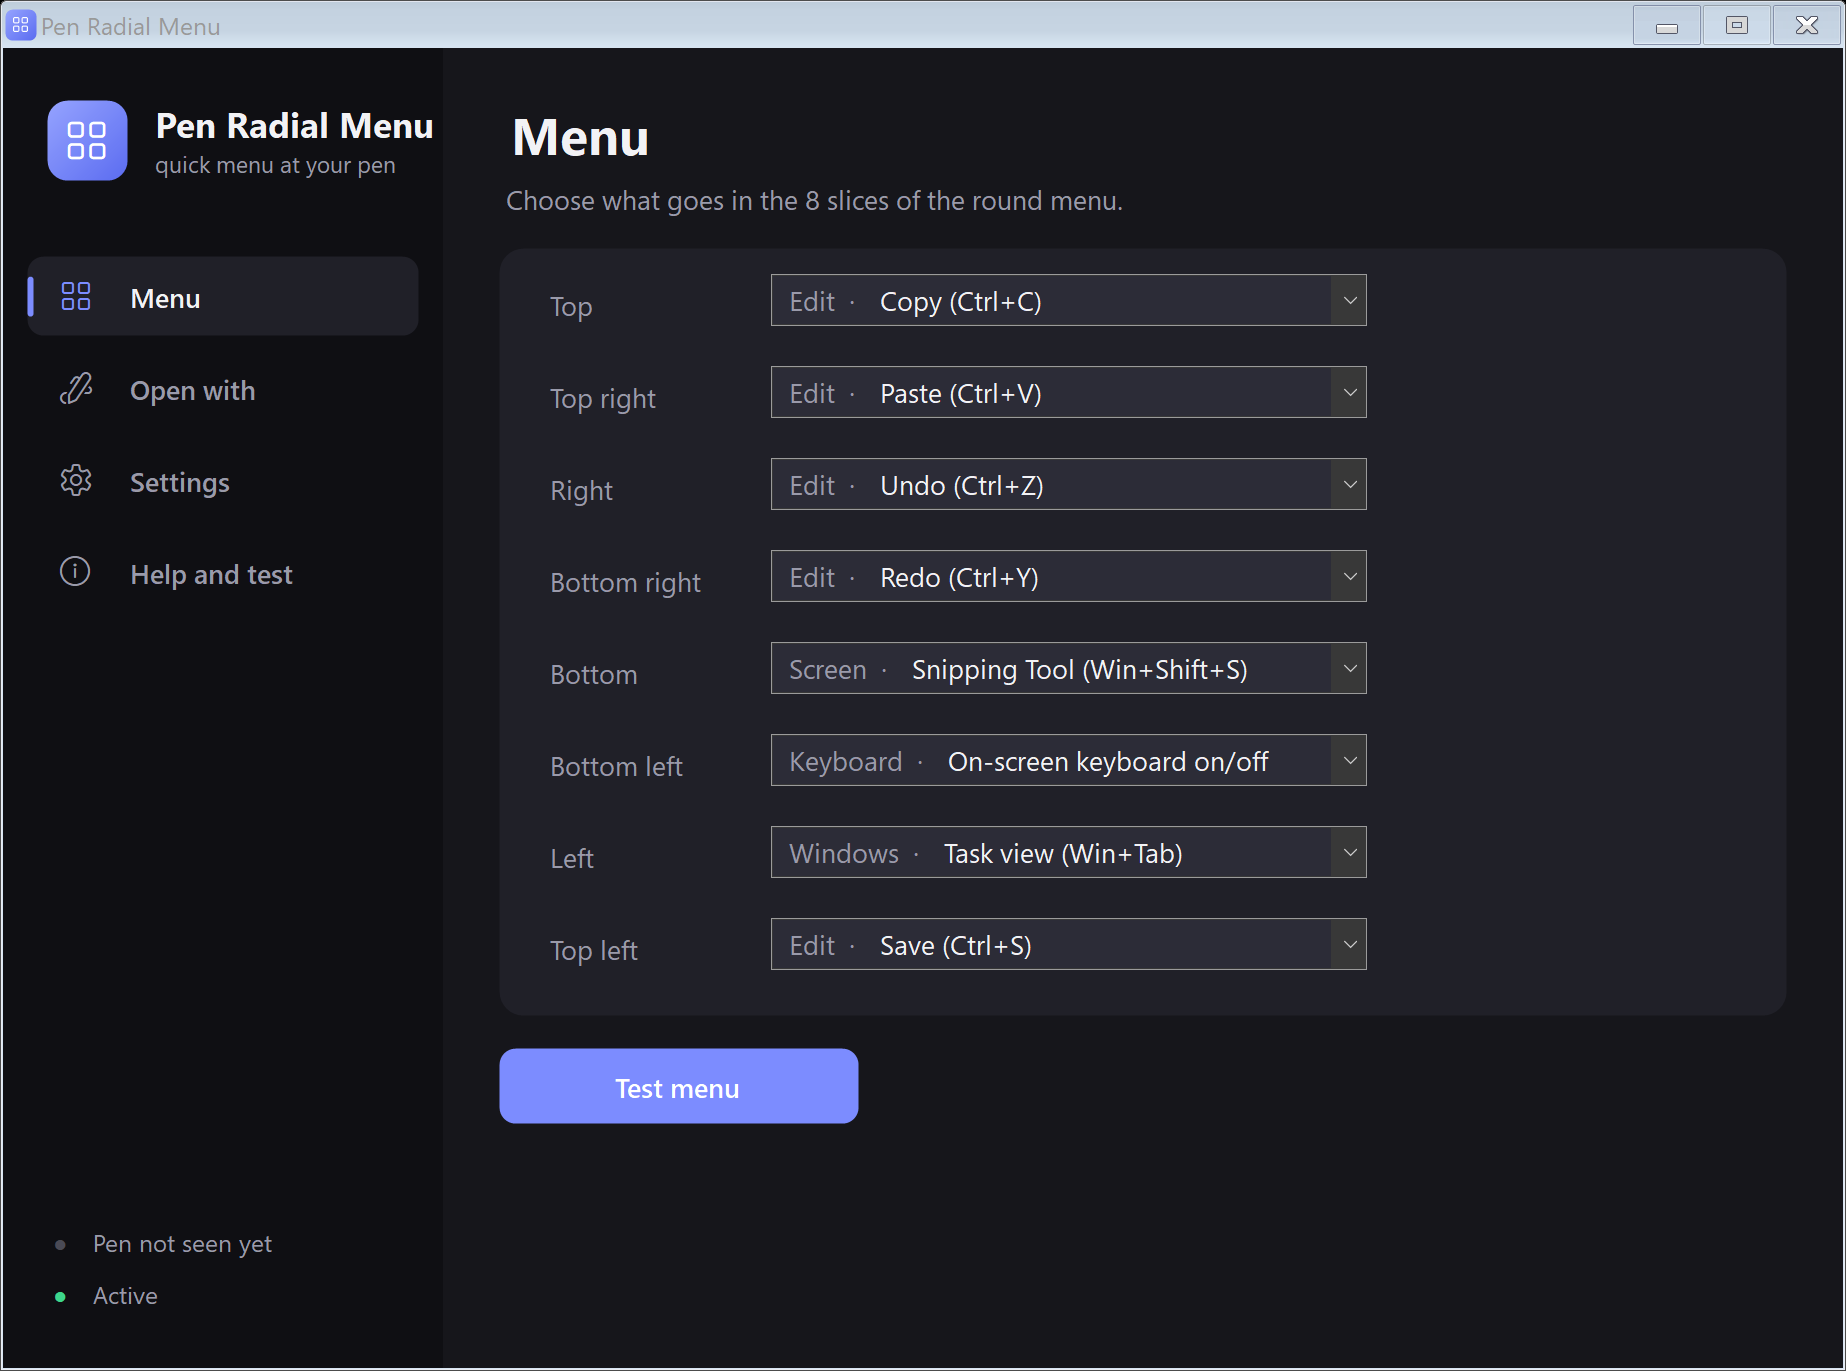 Pen Radial Menu
Pen Radial Menu
quick menu at your pen
Menu
Open with
Settings
Help and test
Pen not seen yet
Active
Menu
Choose what goes in the 8 slices of the round menu.
Top Edit · Copy (Ctrl+C)
Top right Edit · Paste (Ctrl+V)
Right Edit · Undo (Ctrl+Z)
Bottom right Edit · Redo (Ctrl+Y)
Bottom Screen · Snipping Tool (Win+Shift+S)
Bottom left Keyboard · On-screen keyboard on/off
Left Windows · Task view (Win+Tab)
Top left Edit · Save (Ctrl+S)
Test menu